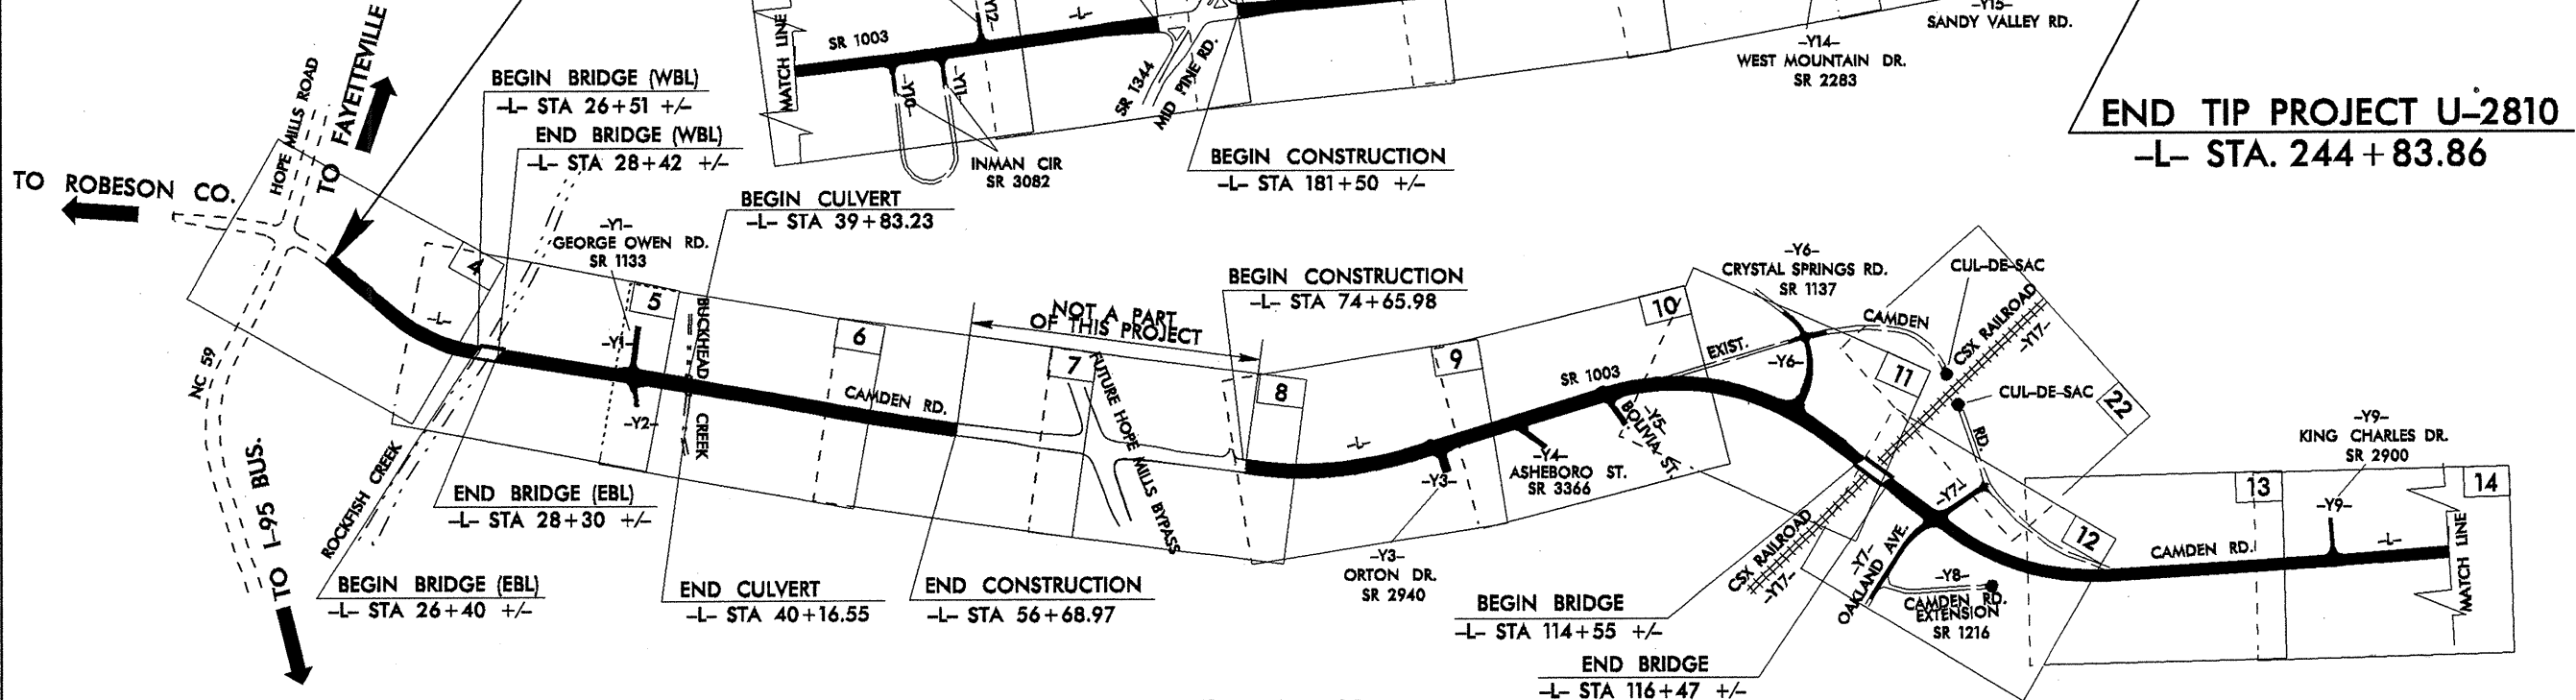 -Y12-
-L-
-Y15-
SANDY VALLEY RD.
-Y14-
WEST MOUNTAIN DR.
SR 2283
MATCH LINE
SR 1003
-Y10-
-Y11-
SR 1344
MID PINE RD.
INMAN CIR
SR 3082
BEGIN CONSTRUCTION
-L- STA 181+50 +/-
END TIP PROJECT U-2810
-L- STA. 244+83.86
HOPE MILLS ROAD
TO FAYETTEVILLE
TO ROBESON CO.
BEGIN BRIDGE (WBL)
-L- STA 26+51 +/-
END BRIDGE (WBL)
-L- STA 28+42 +/-
BEGIN CULVERT
-L- STA 39+83.23
-Y1-
GEORGE OWEN RD.
SR 1133
4
5
6
7
8
9
10
11
22
12
13
14
-L-
-Y1-
-Y2-
BUCKHEAD CREEK
CAMDEN RD.
NOT A PART
OF THIS PROJECT
FUTURE HOPE MILLS BYPASS
BEGIN CONSTRUCTION
-L- STA 74+65.98
NC 59
TO I-95 BUS.
ROCKFISH CREEK
END BRIDGE (EBL)
-L- STA 28+30 +/-
BEGIN BRIDGE (EBL)
-L- STA 26+40 +/-
END CULVERT
-L- STA 40+16.55
END CONSTRUCTION
-L- STA 56+68.97
-L-
-Y3-
-Y3-
ORTON DR.
SR 2940
SR 1003
-Y4-
ASHEBORO ST.
SR 3366
-Y5-
BOLIVIA ST.
EXIST. CAMDEN RD
-Y6-
CRYSTAL SPRINGS RD.
SR 1137
-Y6-
CUL-DE-SAC
CSX RAILROAD
-Y17-
CUL-DE-SAC
-Y7-
CSX RAILROAD
-Y17-
-Y7-
OAKLAND AVE.
-Y8-
CAMDEN RD.
EXTENSION
SR 1216
BEGIN BRIDGE
-L- STA 114+55 +/-
END BRIDGE
-L- STA 116+47 +/-
CAMDEN RD.
-Y9-
KING CHARLES DR.
SR 2900
-Y9-
-L-
MATCH LINE